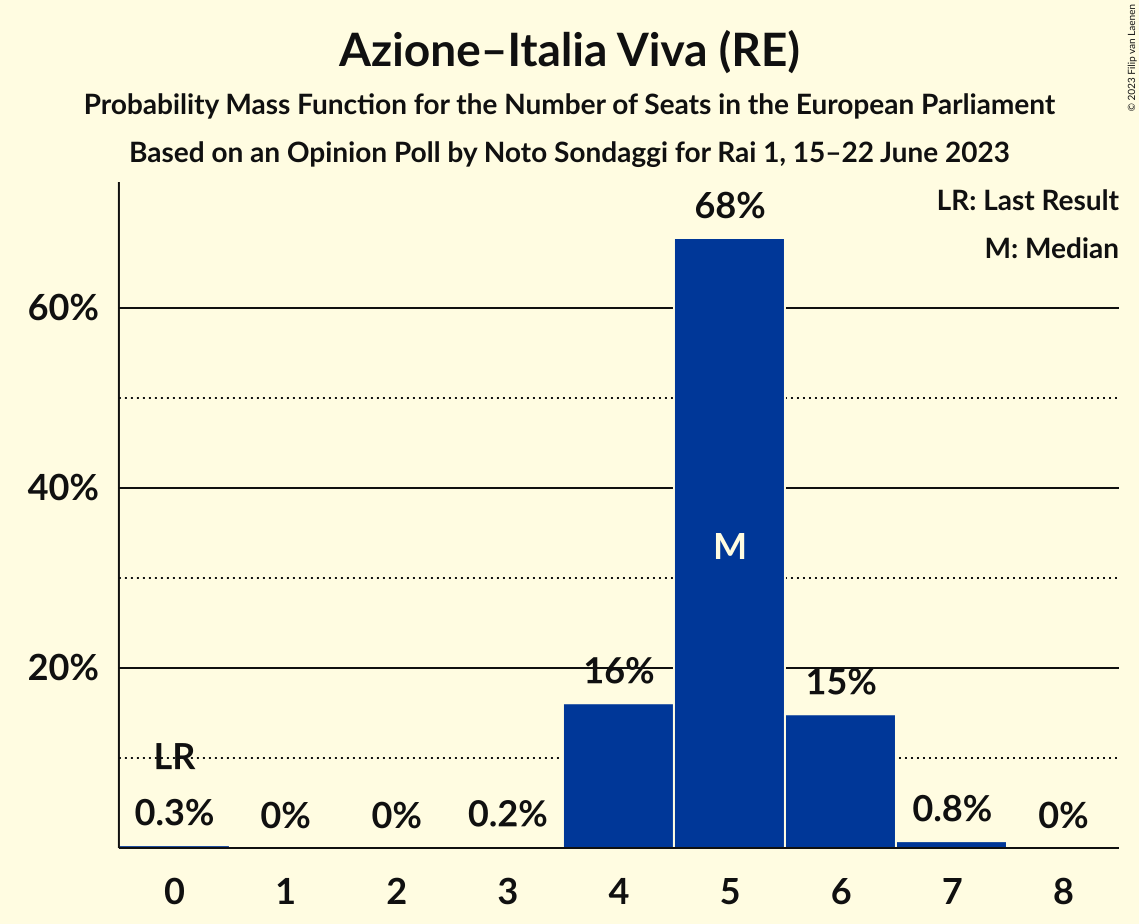 Azione–Italia Viva (RE)
Probability Mass Function for the Number of Seats in the European Parliament
Based on an Opinion Poll by Noto Sondaggi for Rai 1, 15–22 June 2023
© 2023 Filip van Laenen
LR: Last Result
M: Median
68%
60%
40%
M
20%
16%
15%
LR
0.3%
0%
0%
0.2%
0.8%
0%
0
1
2
3
4
5
6
7
8